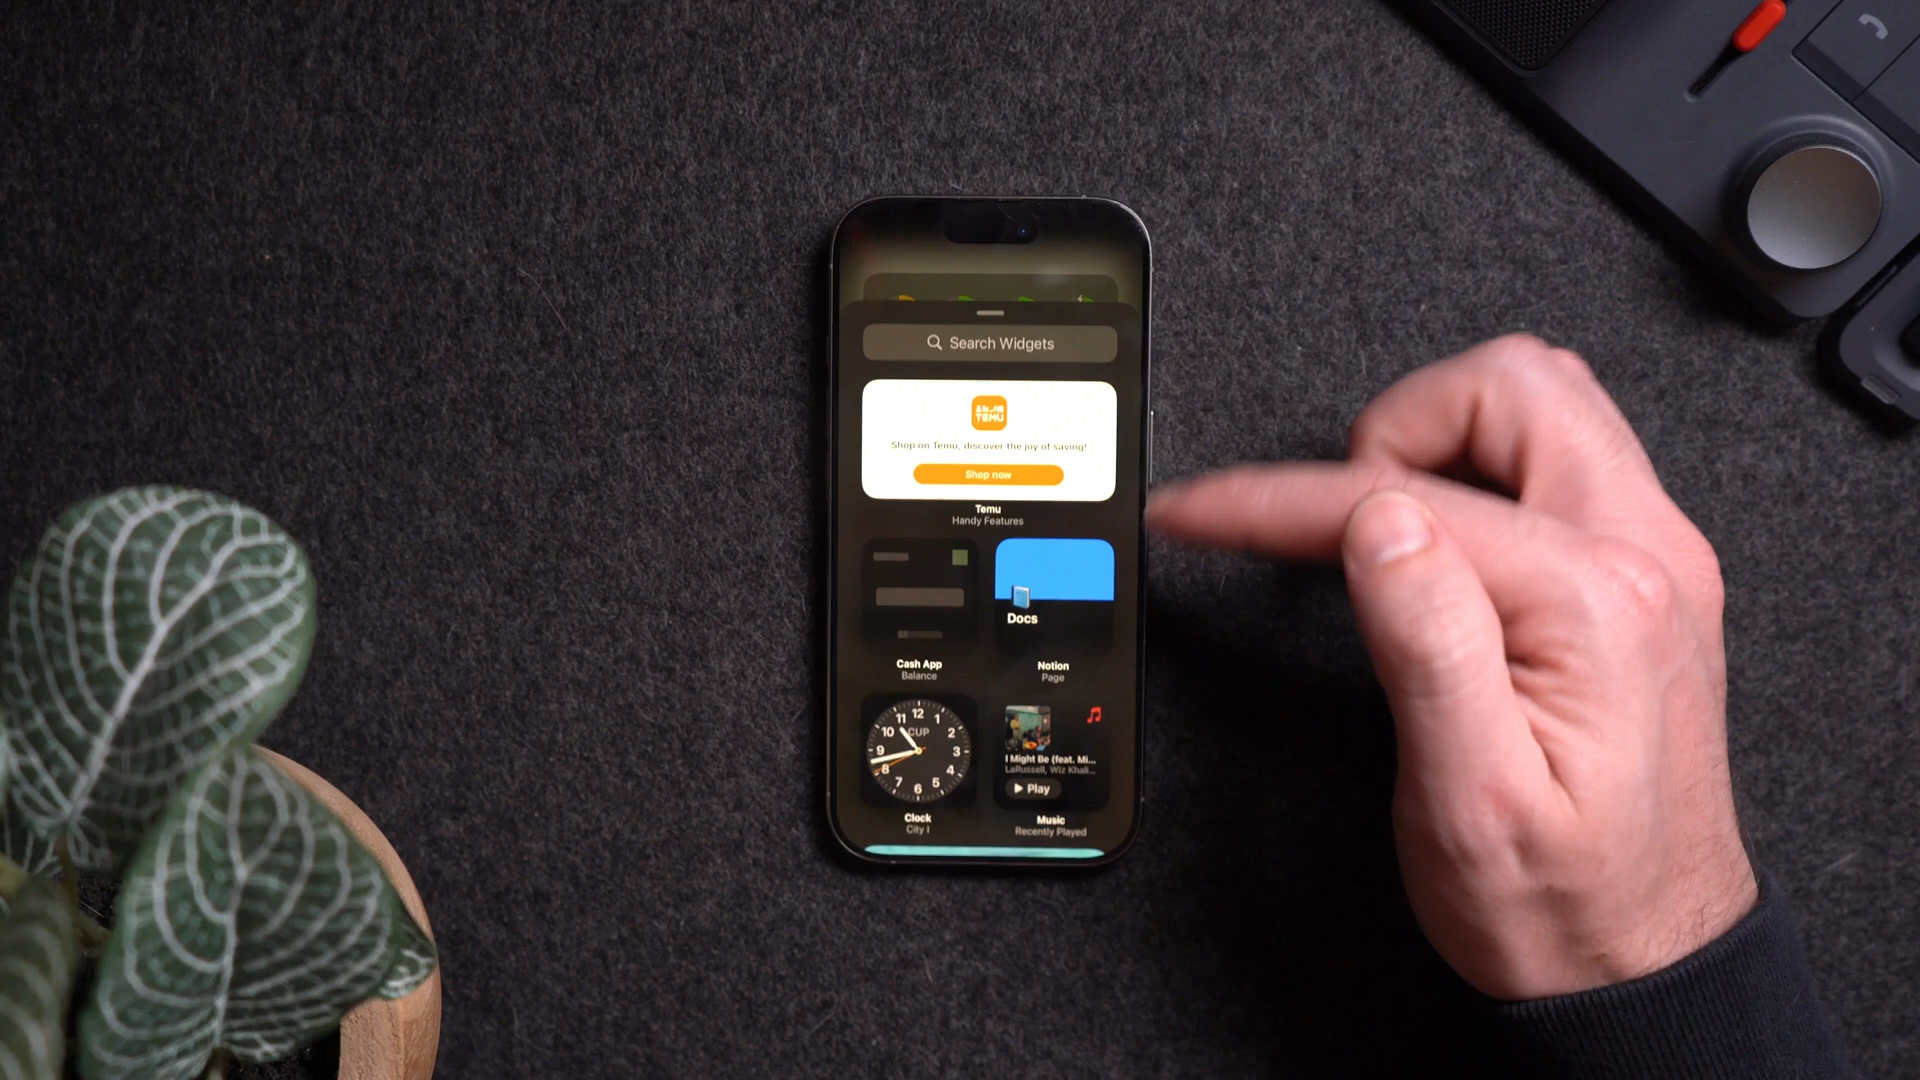 Search Widgets
TEMU
Shop on Temu, discover the joy of saving!
Shop now
Temu
Handy Features
Docs
Cash App
Balance
Notion
Page
12
11
1
10
CUP
2
9
3
8
4
7
5
6
I Might Be (feat. Mi...
LaRussell, Wiz Khali...
Play
Clock
City I
Music
Recently Played